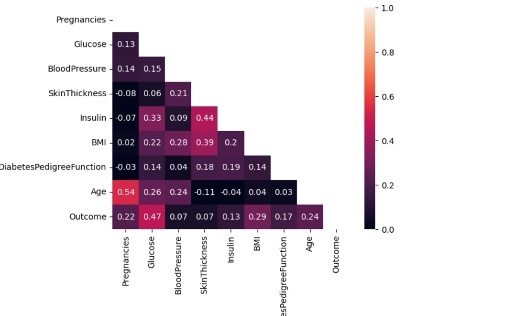 Pregnancies
Glucose 0.13
BloodPressure 0.14 0.15
SkinThickness -0.08 0.06 0.21
Insulin -0.07 0.33 0.09 0.44
BMI 0.02 0.22 0.28 0.39 0.2
DiabetesPedigreeFunction -0.03 0.14 0.04 0.18 0.19 0.14
Age 0.54 0.26 0.24 -0.11 -0.04 0.04 0.03
Outcome 0.22 0.47 0.07 0.07 0.13 0.29 0.17 0.24
Pregnancies
Glucose
BloodPressure
SkinThickness
Insulin
BMI
esPedigreeFunction
Age
Outcome
1.0
0.8
0.6
0.4
0.2
0.0